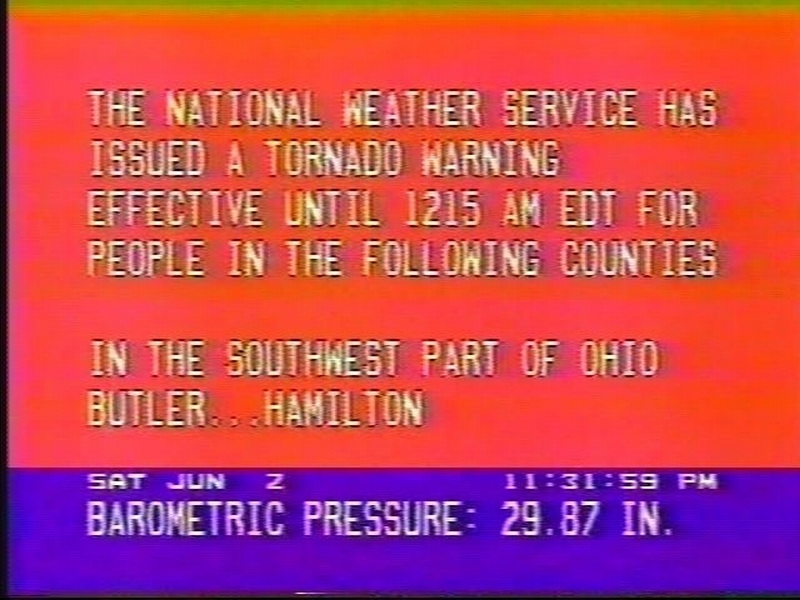 THE NATIONAL WEATHER SERVICE HAS
ISSUED A TORNADO WARNING
EFFECTIVE UNTIL 1215 AM EDT FOR
PEOPLE IN THE FOLLOWING COUNTIES
IN THE SOUTHWEST PART OF OHIO
BUTLER...HAMILTON
SAT JUN 2 11:31:59 PM
BAROMETRIC PRESSURE: 29.87 IN.